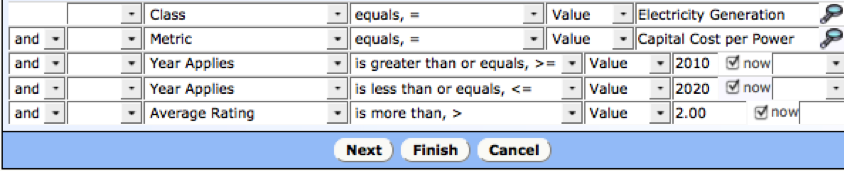 Class equals, = Value Electricity Generation
and Metric equals, = Value Capital Cost per Power
and Year Applies is greater than or equals, >= Value 2010 now
and Year Applies is less than or equals, <= Value 2020 now
and Average Rating is more than, > Value 2.00 now
Next Finish Cancel